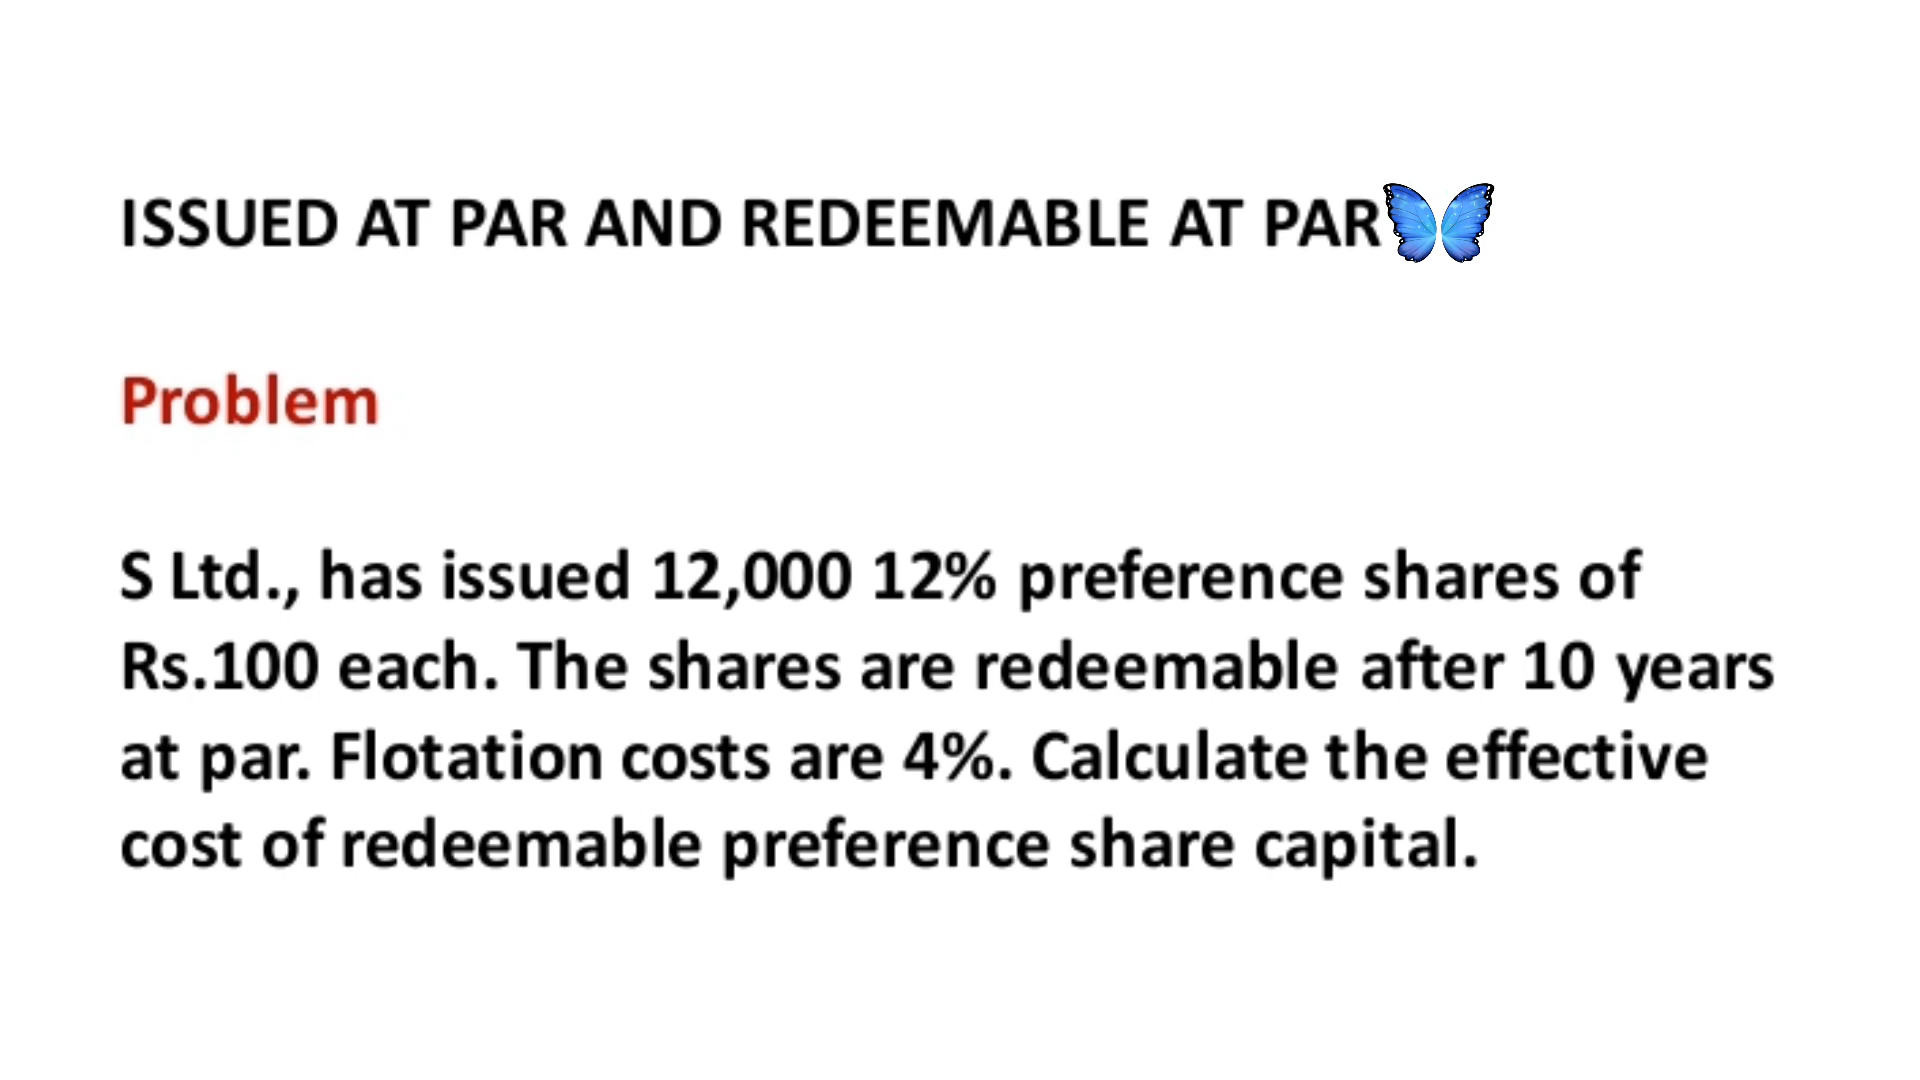 ISSUED AT PAR AND REDEEMABLE AT PAR
Problem
S Ltd., has issued 12,000 12% preference shares of
Rs.100 each. The shares are redeemable after 10 years
at par. Flotation costs are 4%. Calculate the effective
cost of redeemable preference share capital.